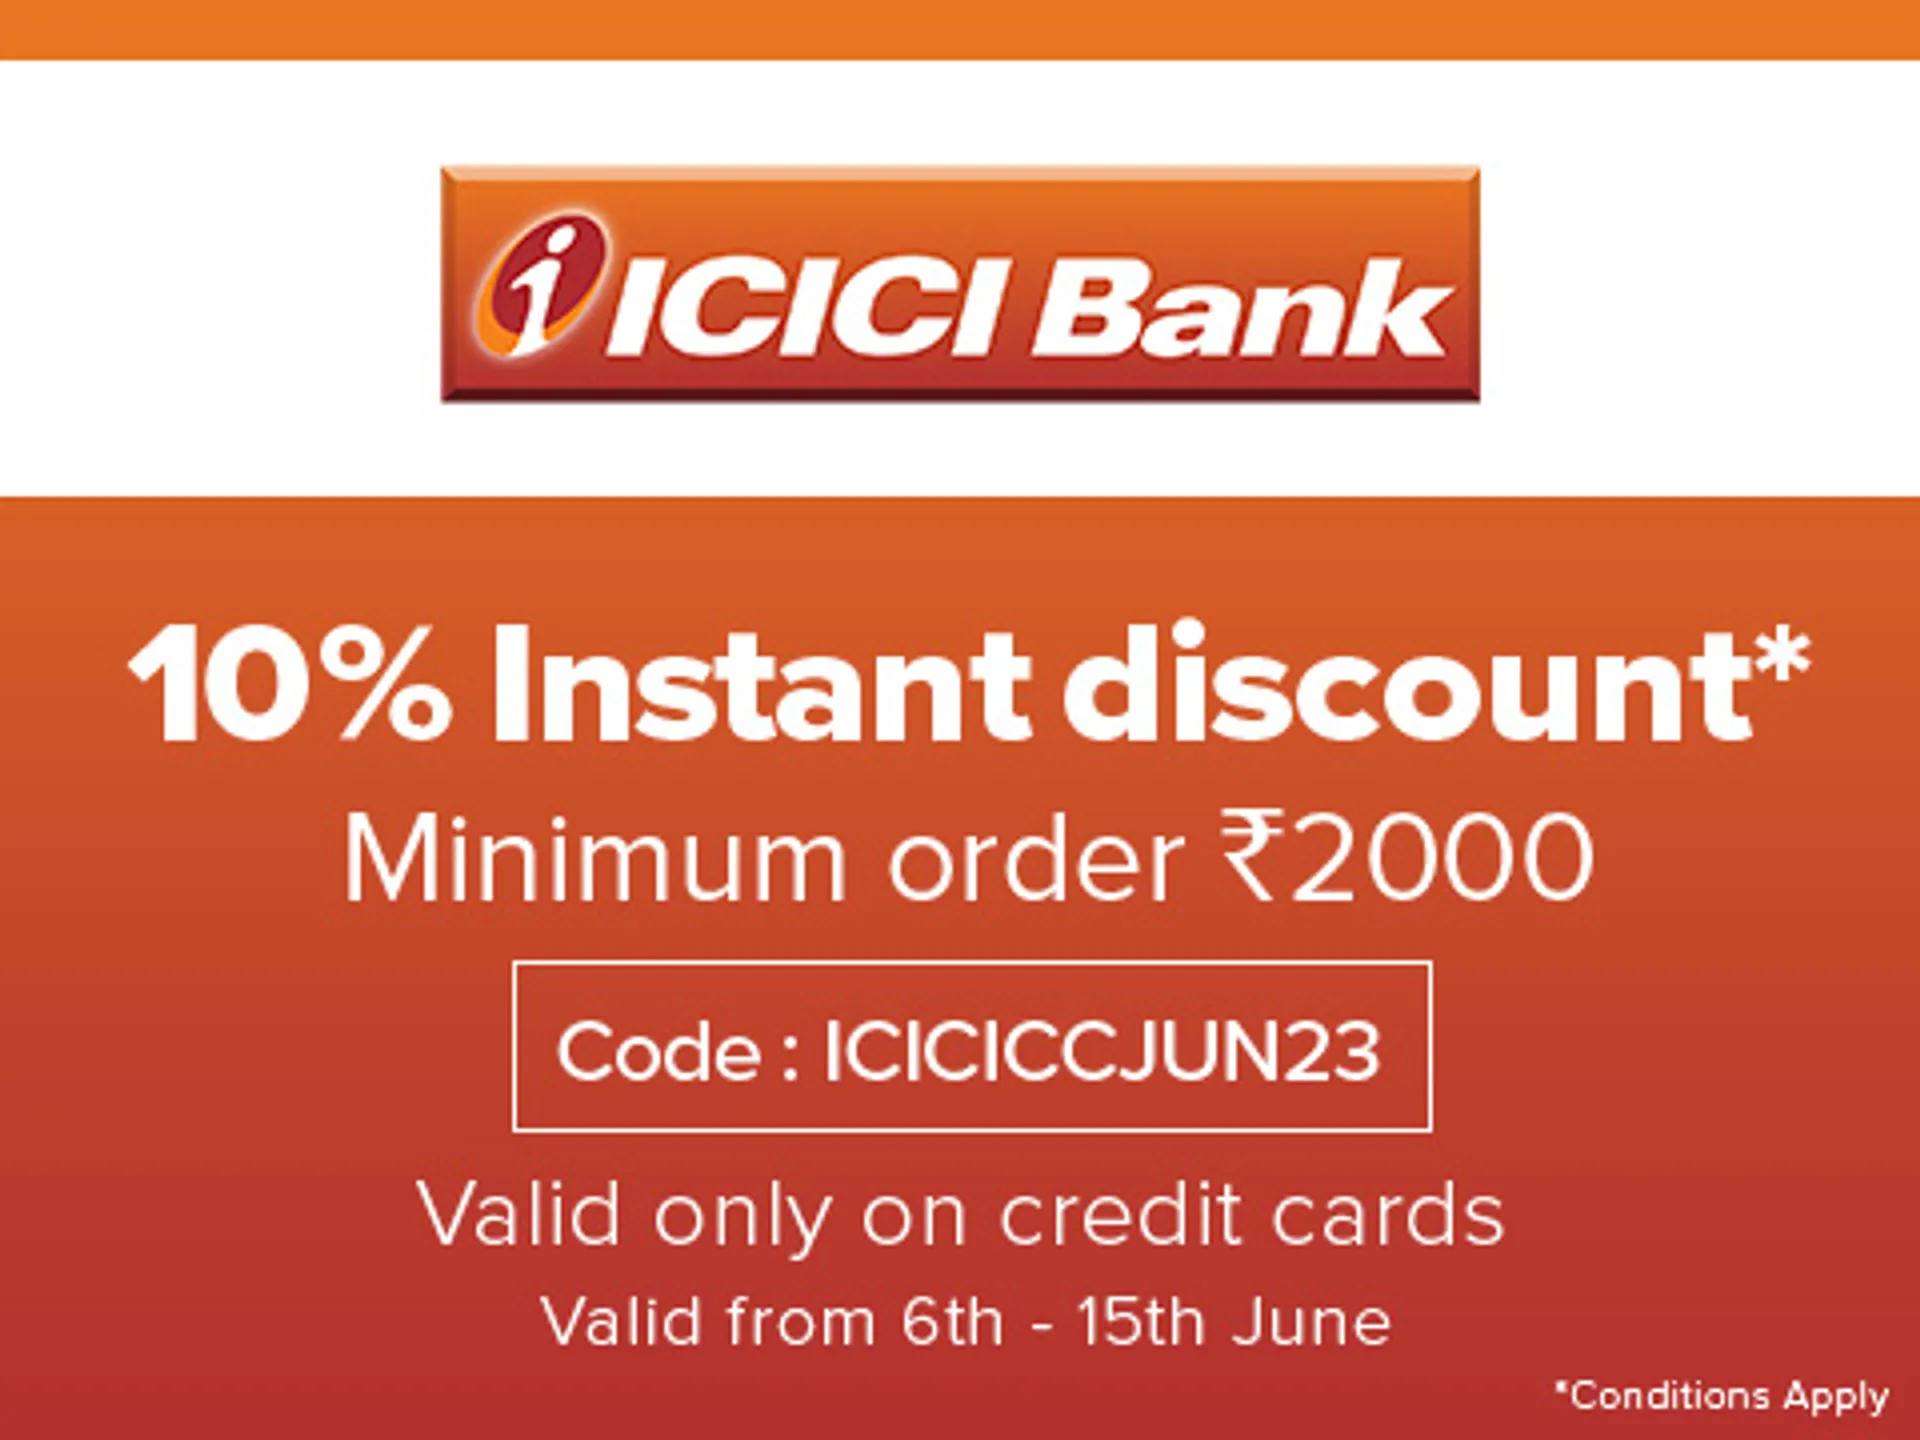 ICICI Bank
10% Instant discount*
Minimum order ₹2000
Code : ICICICCJUN23
Valid only on credit cards
Valid from 6th - 15th June
*Conditions Apply